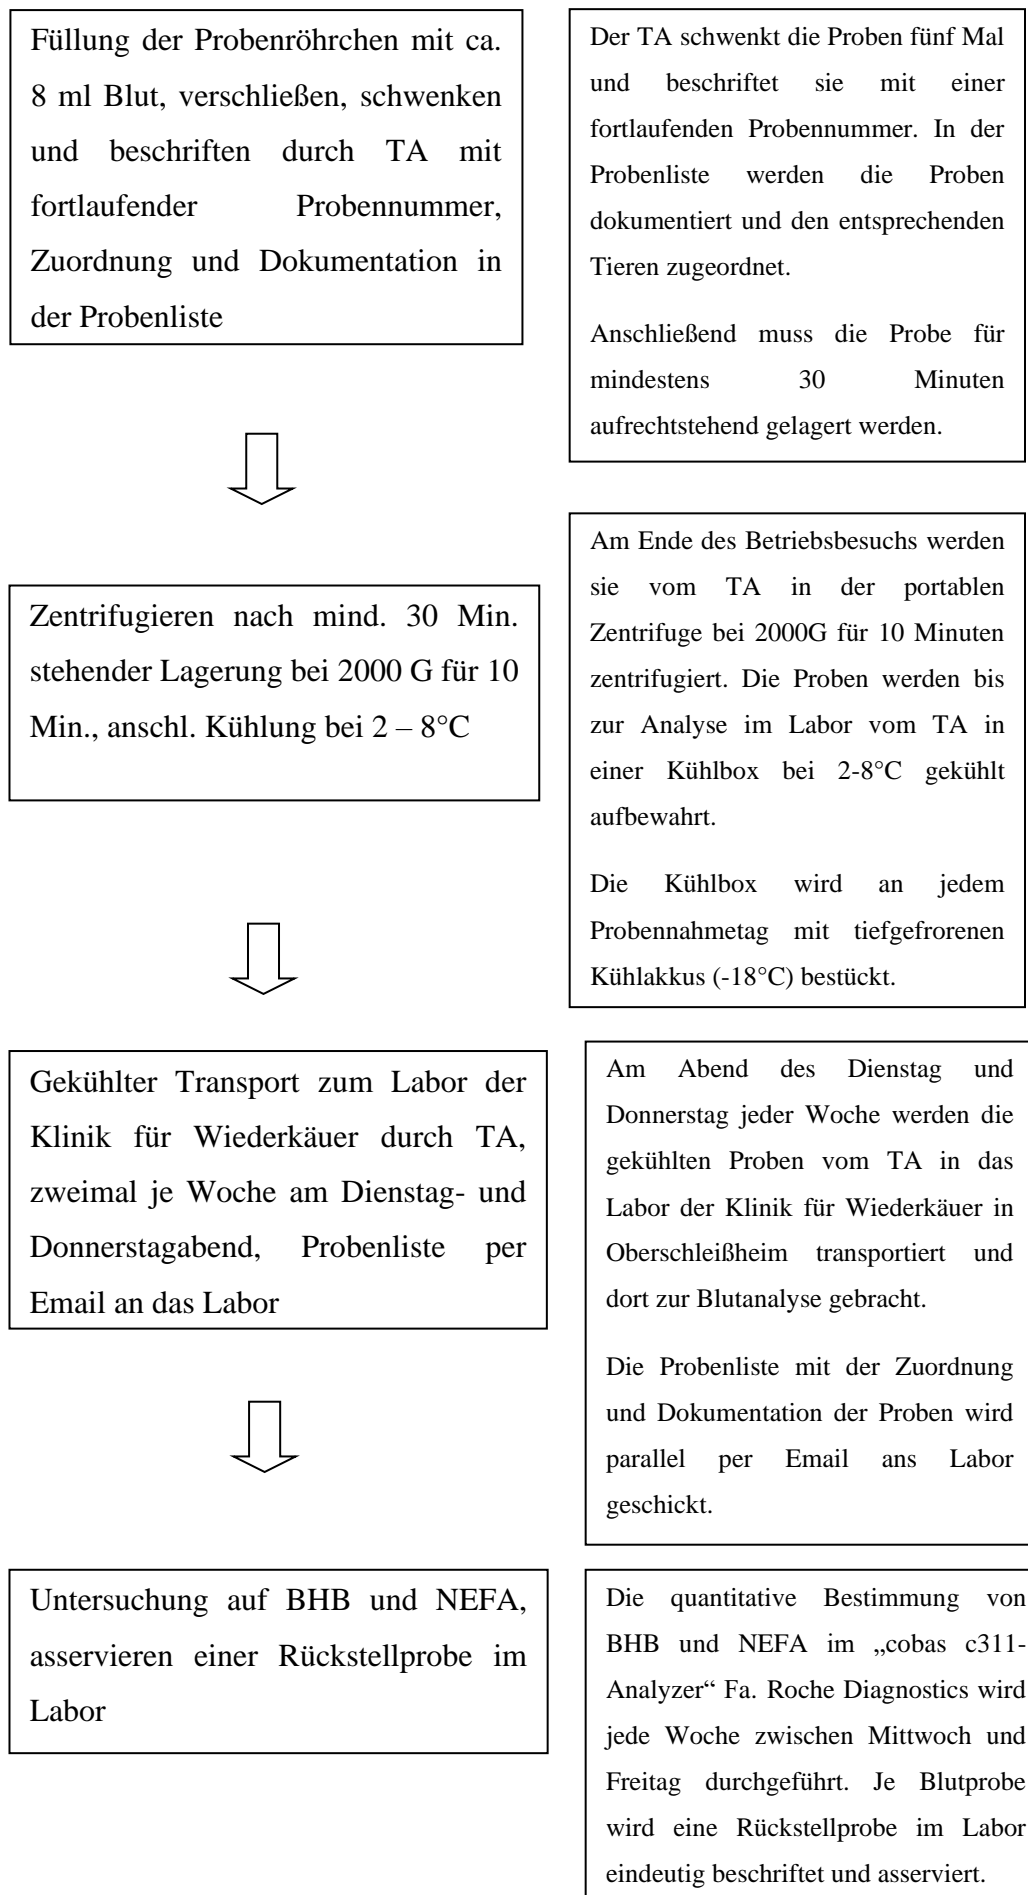 Füllung der Probenröhrchen mit ca.
8 ml Blut, verschließen, schwenken
und beschriften durch TA mit
fortlaufender Probennummer,
Zuordnung und Dokumentation in
der Probenliste
Der TA schwenkt die Proben fünf Mal
und beschriftet sie mit einer
fortlaufenden Probennummer. In der
Probenliste werden die Proben
dokumentiert und den entsprechenden
Tieren zugeordnet.
Anschließend muss die Probe für
mindestens 30 Minuten
aufrechtstehend gelagert werden.
Zentrifugieren nach mind. 30 Min.
stehender Lagerung bei 2000 G für 10
Min., anschl. Kühlung bei 2 – 8°C
Am Ende des Betriebsbesuchs werden
sie vom TA in der portablen
Zentrifuge bei 2000G für 10 Minuten
zentrifugiert. Die Proben werden bis
zur Analyse im Labor vom TA in
einer Kühlbox bei 2-8°C gekühlt
aufbewahrt.
Die Kühlbox wird an jedem
Probennahmetag mit tiefgefrorenen
Kühlakkus (-18°C) bestückt.
Gekühlter Transport zum Labor der
Klinik für Wiederkäuer durch TA,
zweimal je Woche am Dienstag- und
Donnerstagabend, Probenliste per
Email an das Labor
Am Abend des Dienstag und
Donnerstag jeder Woche werden die
gekühlten Proben vom TA in das
Labor der Klinik für Wiederkäuer in
Oberschleißheim transportiert und
dort zur Blutanalyse gebracht.
Die Probenliste mit der Zuordnung
und Dokumentation der Proben wird
parallel per Email ans Labor
geschickt.
Untersuchung auf BHB und NEFA,
asservieren einer Rückstellprobe im
Labor
Die quantitative Bestimmung von
BHB und NEFA im „cobas c311-
Analyzer“ Fa. Roche Diagnostics wird
jede Woche zwischen Mittwoch und
Freitag durchgeführt. Je Blutprobe
wird eine Rückstellprobe im Labor
eindeutig beschriftet und asserviert.